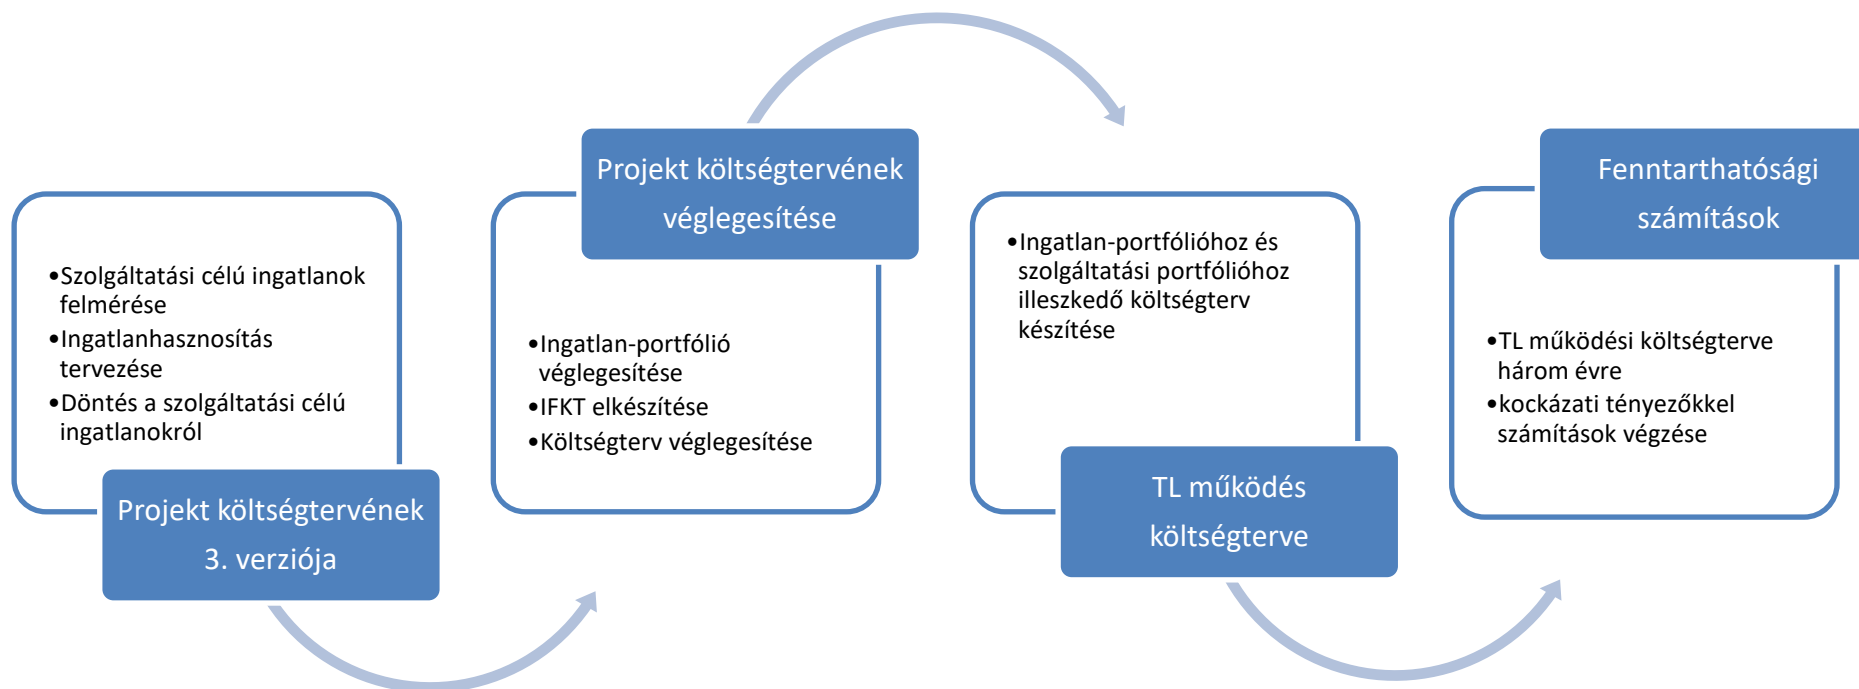 •Szolgáltatási célú ingatlanok
felmérése
•Ingatlanhasznosítás
tervezése
•Döntés a szolgáltatási célú
ingatlanokról
Projekt költségtervének
3. verziója
Projekt költségtervének
véglegesítése
•Ingatlan-portfólió
véglegesítése
•IFKT elkészítése
•Költségterv véglegesítése
•Ingatlan-portfólióhoz és
szolgáltatási portfólióhoz
illeszkedő költségterv
készítése
TL működés
költségterve
Fenntarthatósági
számítások
•TL működési költségterve
három évre
•kockázati tényezőkkel
számítások végzése